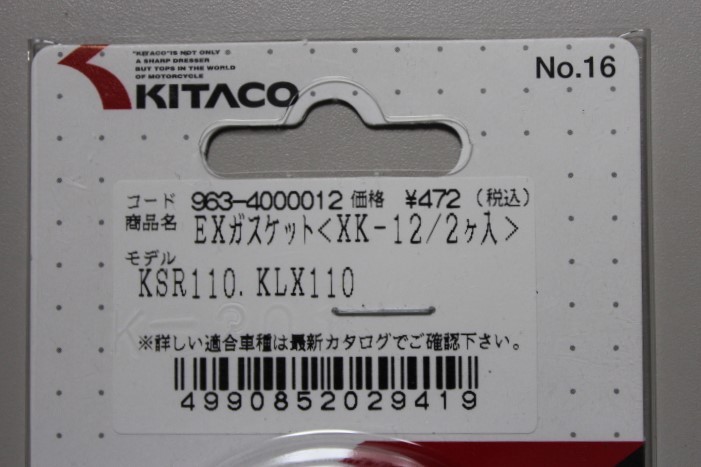 "KITACO"IS NOT ONLY
A SHARP DRESSER
BUT TOPS IN THE WORLD
OF MOTORCYCLE
KITACO
No.16
コード 963-4000012 価格 ¥472 (税込)
商品名 EXガスケット<XK-12/2ヶ入>
モデル
KSR110. KLX110
※詳しい適合車種は最新カタログでご確認下さい。
4990852029419